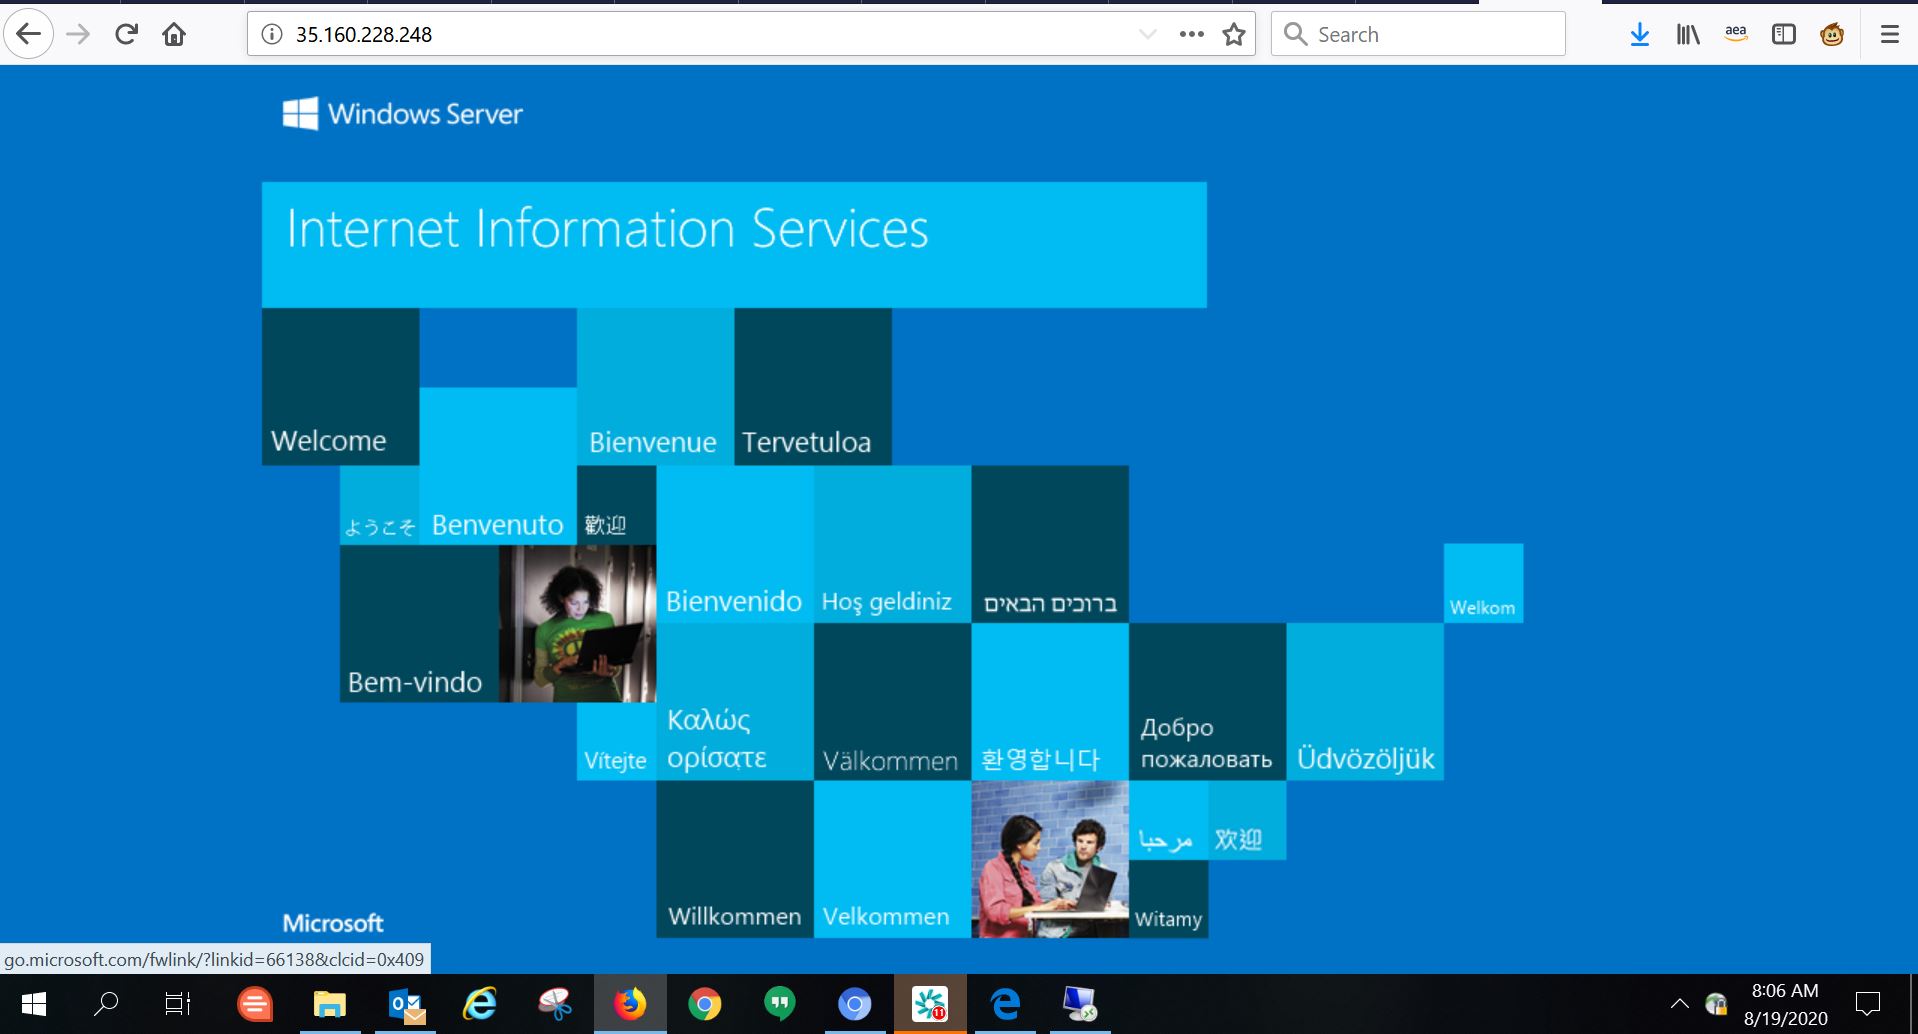 35.160.228.248
Search
aea
Windows Server
Internet Information Services
Welcome
Bienvenue
Tervetuloa
ようこそ
Benvenuto
歡迎
Bienvenido
Hoş geldiniz
ברוכים הבאים
Welkom
Bem-vindo
Vítejte
Καλώς
ορίσατε
Välkommen
환영합니다
Добро
пожаловать
Üdvözöljük
مرحبا
欢迎
Willkommen
Velkommen
Witamy
Microsoft
go.microsoft.com/fwlink/?linkid=66138&clcid=0x409
11
8:06 AM
8/19/2020